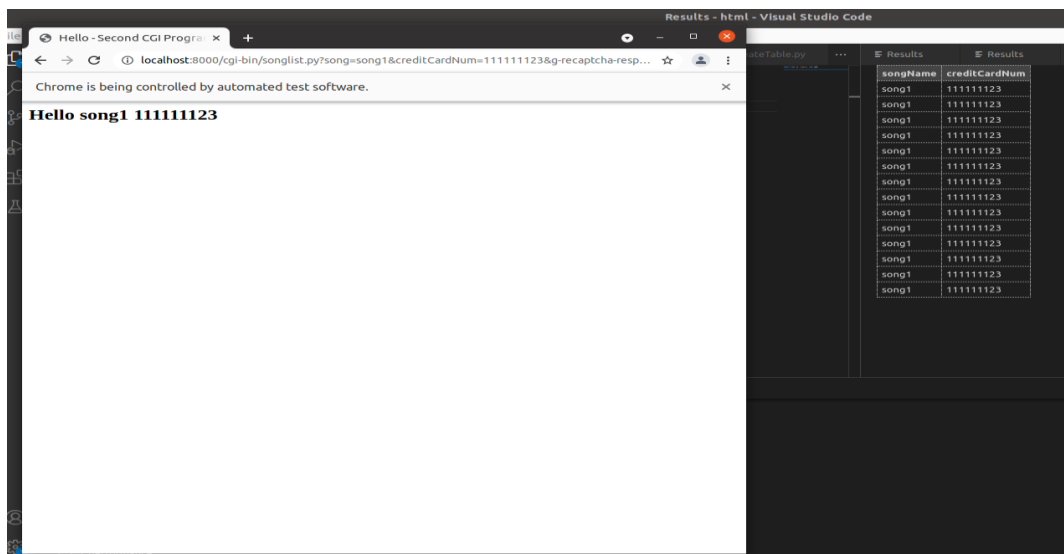 Results - html - Visual Studio Code
Hello - Second CGI Progra
localhost:8000/cgi-bin/songlist.py?song=song1&creditCardNum=111111123&g-recaptcha-resp...
Chrome is being controlled by automated test software.
Hello song1 111111123
ateTable.py ... Results Results
songName creditCardNum
song1 111111123
song1 111111123
song1 111111123
song1 111111123
song1 111111123
song1 111111123
song1 111111123
song1 111111123
song1 111111123
song1 111111123
song1 111111123
song1 111111123
song1 111111123
song1 111111123